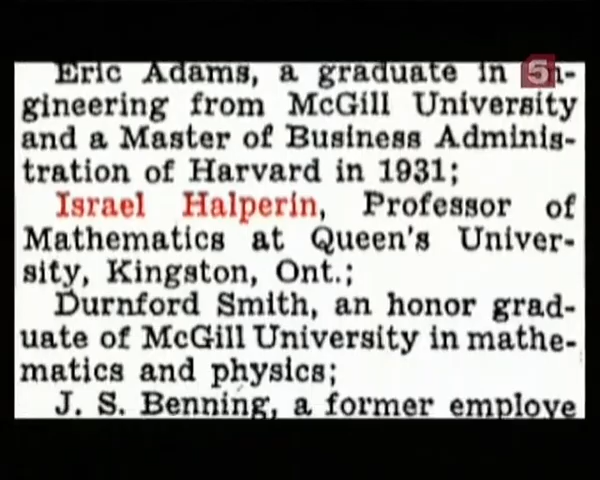 Eric Adams, a graduate in
5
gineering from McGill University
and a Master of Business Adminis-
tration of Harvard in 1931;
Israel Halperin, Professor of
Mathematics at Queen's Univer-
sity, Kingston, Ont.;
Durnford Smith, an honor grad-
uate of McGill University in mathe-
matics and physics;
J. S. Benning, a former employe